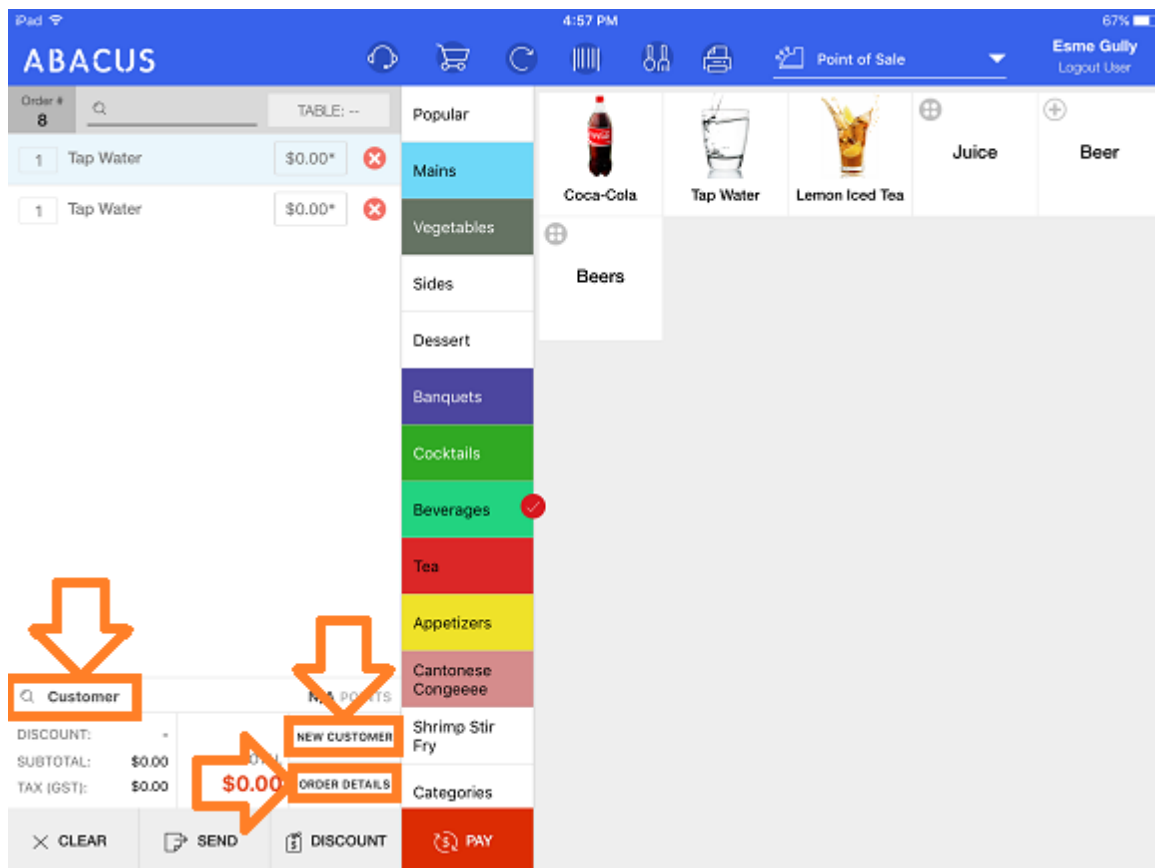 iPad 4:57 PM 67%
ABACUS
Point of Sale
Esme Gully
Logout User
Order #
8
TABLE: --
1 Tap Water $0.00*
1 Tap Water $0.00*
Customer
N/A POINTS
DISCOUNT: -
SUBTOTAL: $0.00
TAX (GST): $0.00
$0.00
NEW CUSTOMER
ORDER DETAILS
CLEAR
SEND
DISCOUNT
PAY
Popular
Mains
Vegetables
Sides
Dessert
Banquets
Cocktails
Beverages
Tea
Appetizers
Cantonese
Congeeee
Shrimp Stir
Fry
Categories
Coca-Cola
Tap Water
Lemon Iced Tea
Juice
Beer
Beers